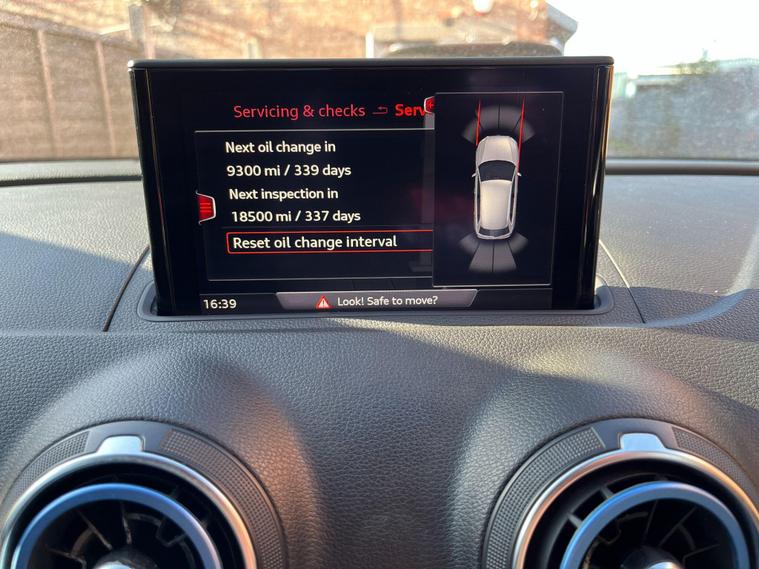 Servicing & checks
Next oil change in
9300 mi / 339 days
Next inspection in
18500 mi / 337 days
Reset oil change interval
16:39
Look! Safe to move?